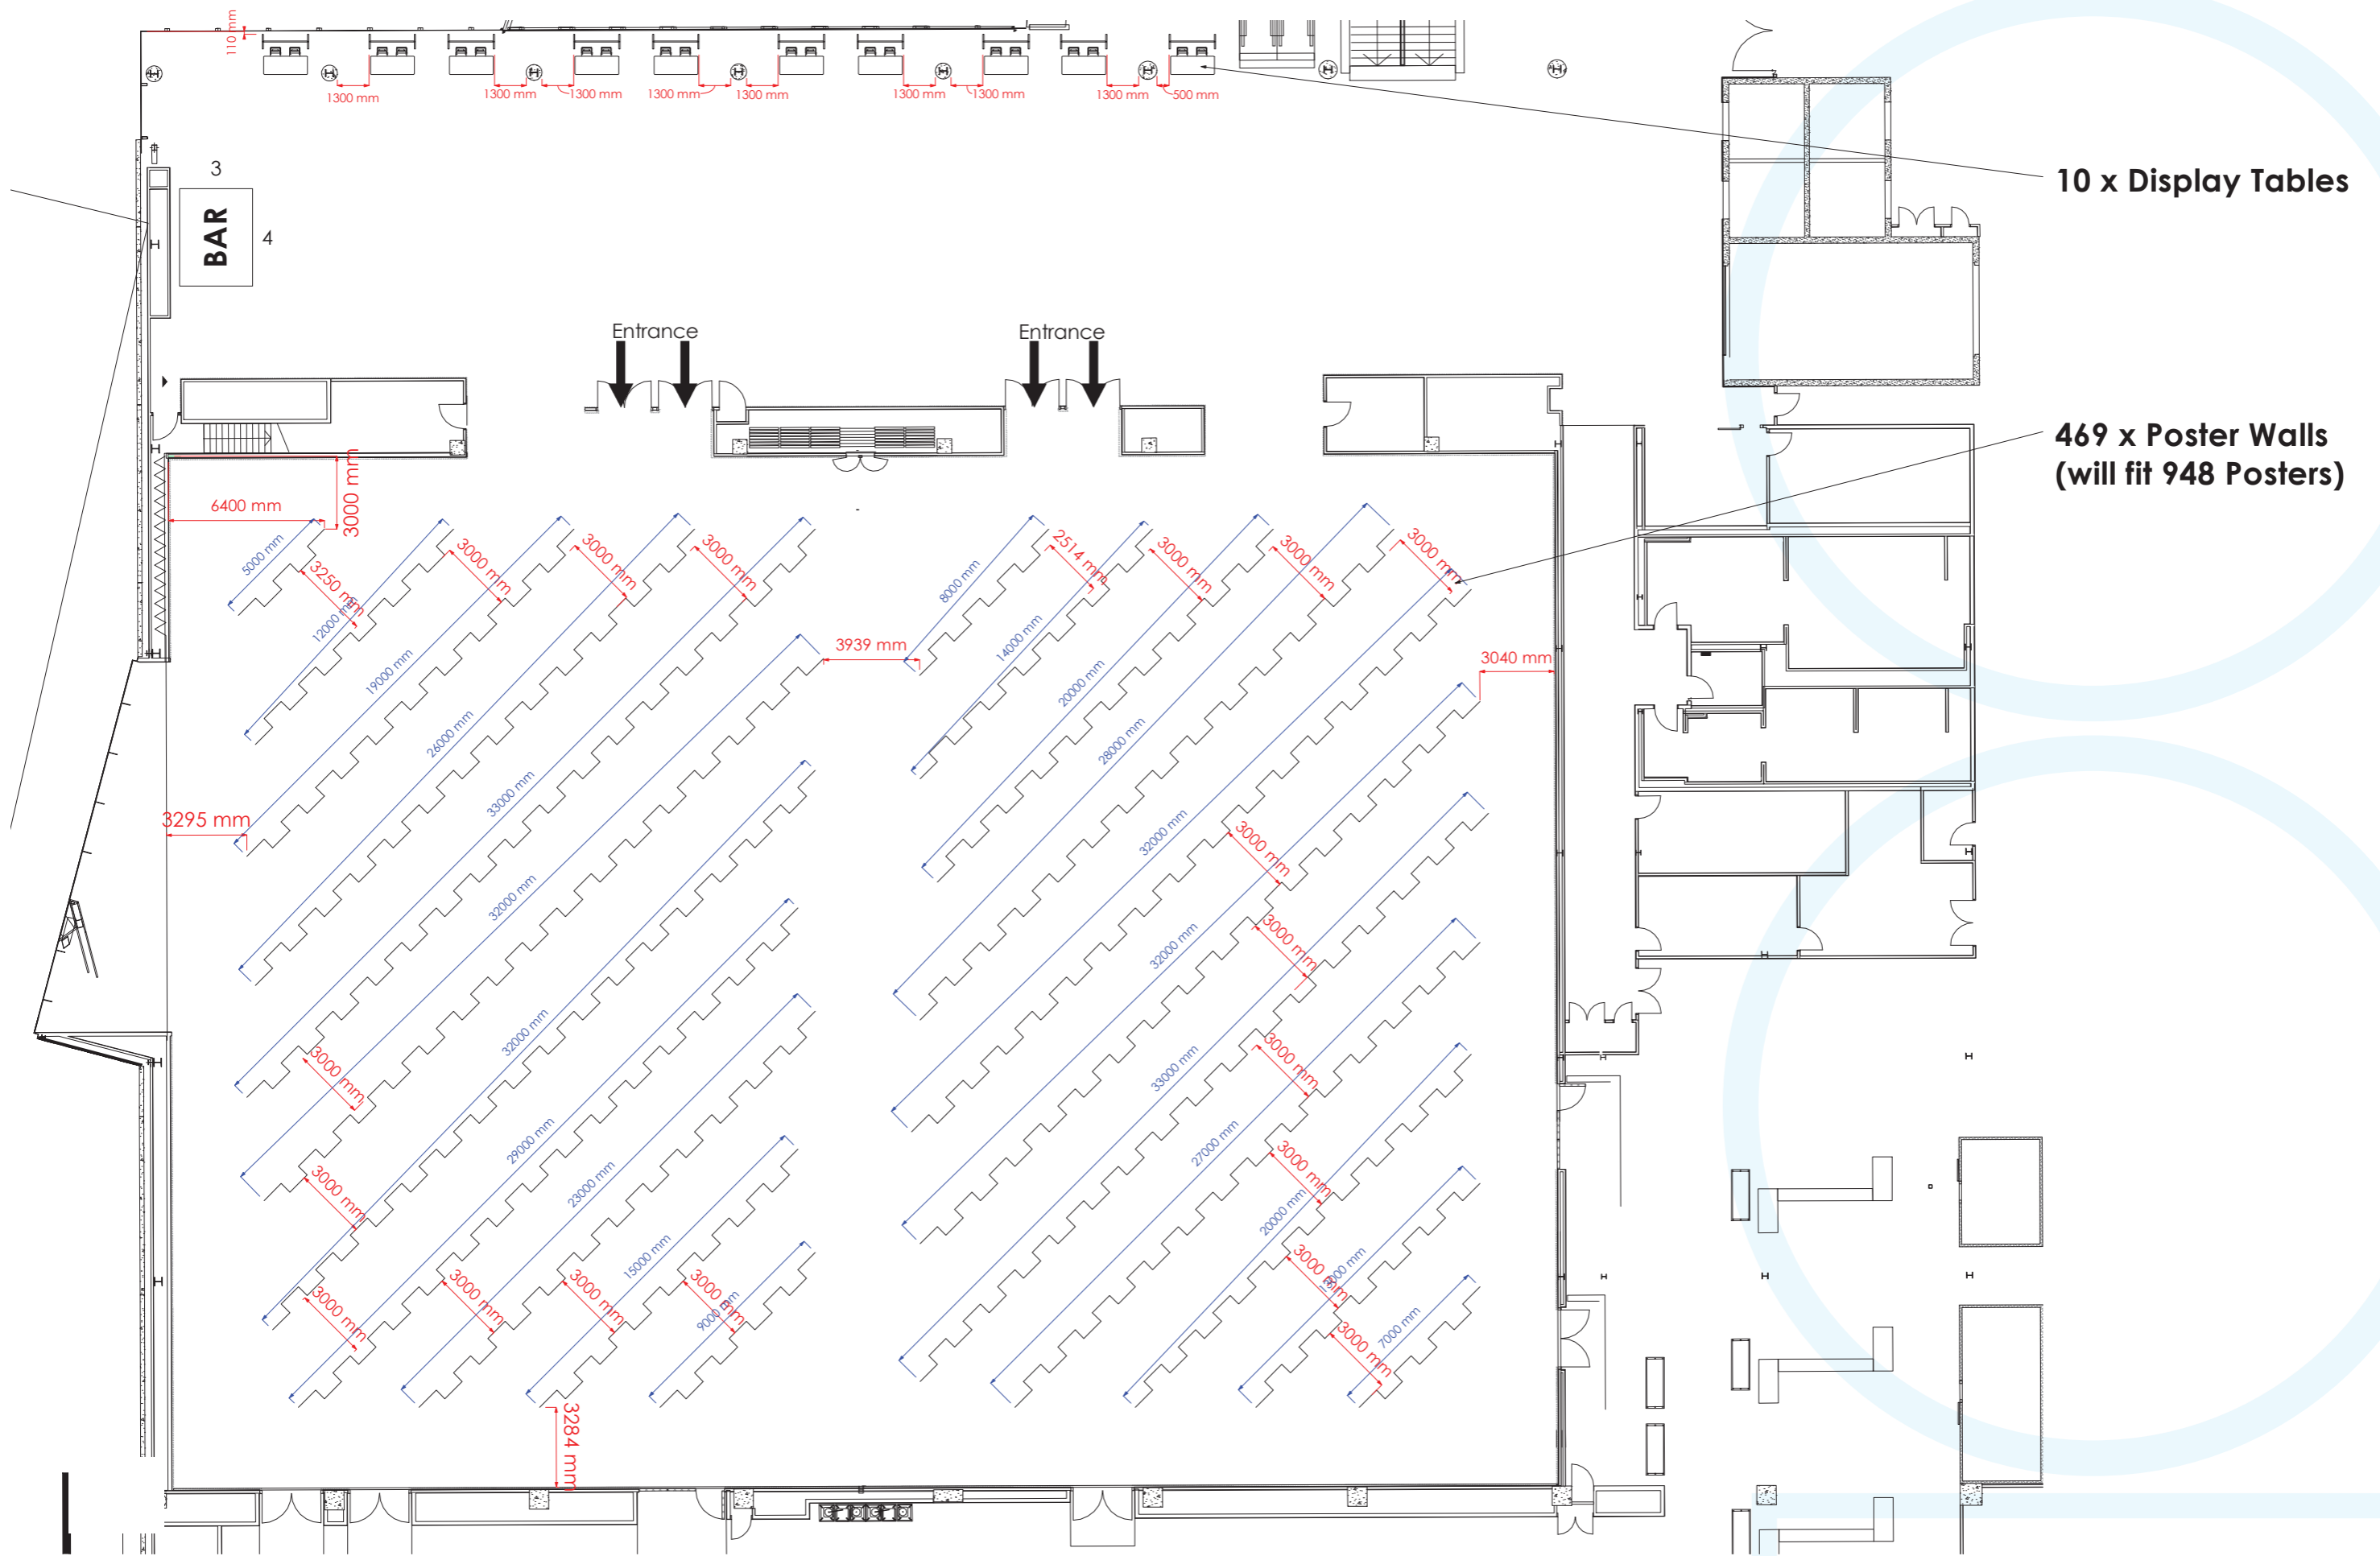 110 mm
1300 mm
1300 mm
1300 mm
1300 mm
1300 mm
1300 mm
1300 mm
1300 mm
500 mm
3
BAR
4
10 x Display Tables
Entrance
Entrance
469 x Poster Walls
(will fit 948 Posters)
3000 mm
6400 mm
5000 mm
3250 mm
12000 mm
3000 mm
3000 mm
3000 mm
8000 mm
2514 mm
3000 mm
3000 mm
3000 mm
14000 mm
19000 mm
20000 mm
3939 mm
3040 mm
26000 mm
28000 mm
3295 mm
33000 mm
32000 mm
3000 mm
32000 mm
32000 mm
3000 mm
32000 mm
3000 mm
33000 mm
3000 mm
29000 mm
27000 mm
3000 mm
3000 mm
23000 mm
20000 mm
15000 mm
3000 mm
3000 mm
3000 mm
3000 mm
3000 mm
9000 mm
7000 mm
3000 mm
3284 mm